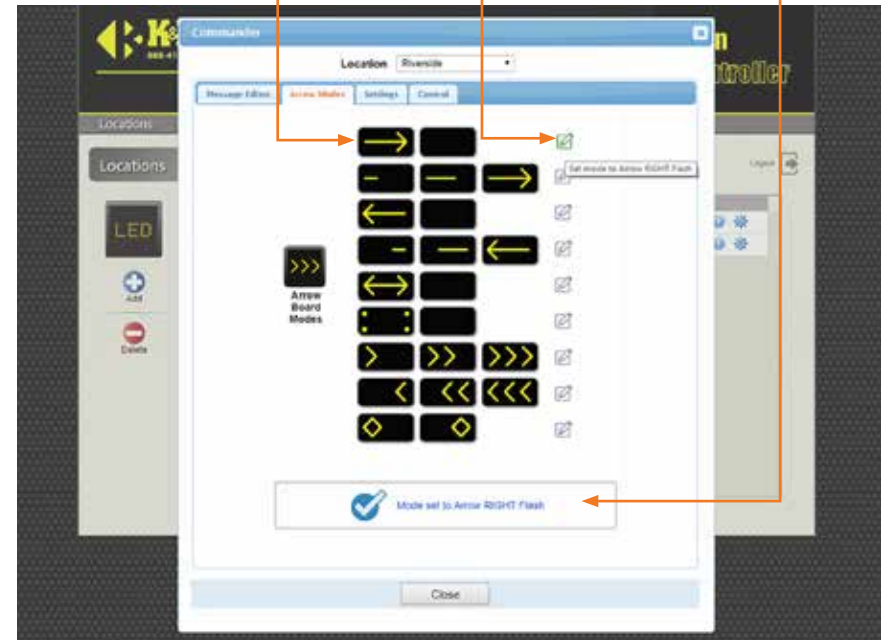 Commander
Location Riverside
Message Editor Arrow Modes Settings Control
Locations
Locations
Logout
Set mode to Arrow RIGHT Flash
LED
Add
Delete
Arrow
Board
Modes
Mode set to Arrow RIGHT Flash
Close